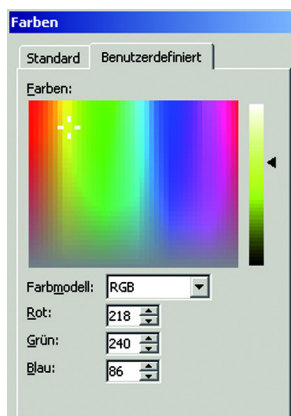 Farben
Standard Benutzerdefiniert
Farben:
Farbmodell: RGB
Rot: 218
Grün: 240
Blau: 86